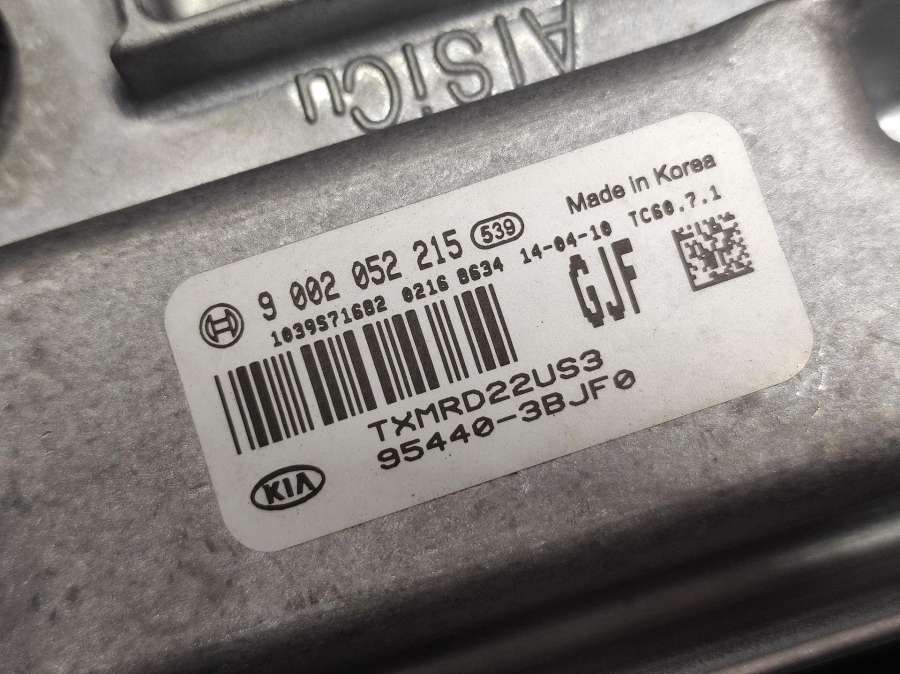 AlSiCu
Made in Korea
9 002 052 215 539
1039S71682 0216 8634 14-04-10 TC60.7.1
GJF
TXMRD22US3
95440-3BJF0
KIA